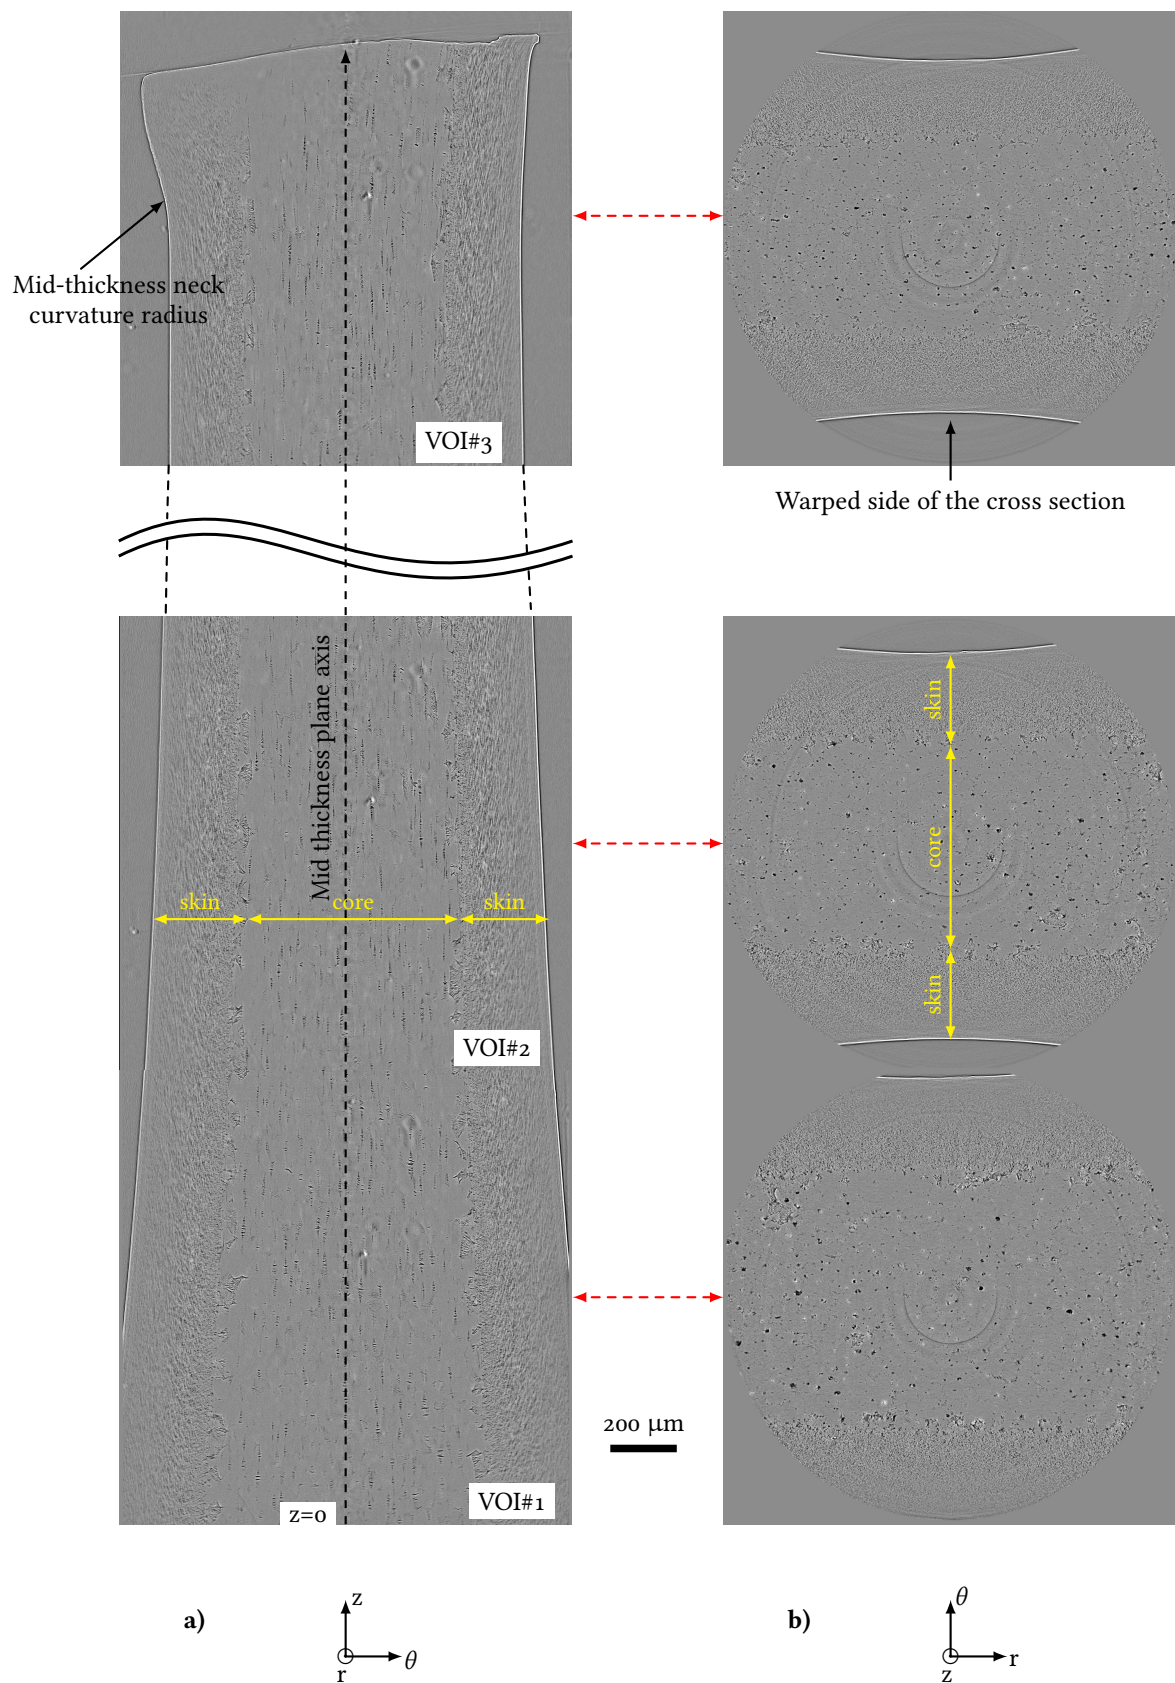 Mid-thickness neck
curvature radius
VOI#3
Warped side of the cross section
Mid thickness plane axis
skin
core
skin
VOI#2
skin
core
skin
200 µm
VOI#1
z=0
a)
z
r
θ
b)
θ
z
r